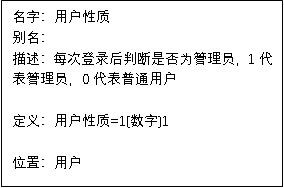 名字：用户性质
别名：
描述：每次登录后判断是否为管理员，1 代
表管理员，0 代表普通用户
定义：用户性质=1{数字}1
位置：用户